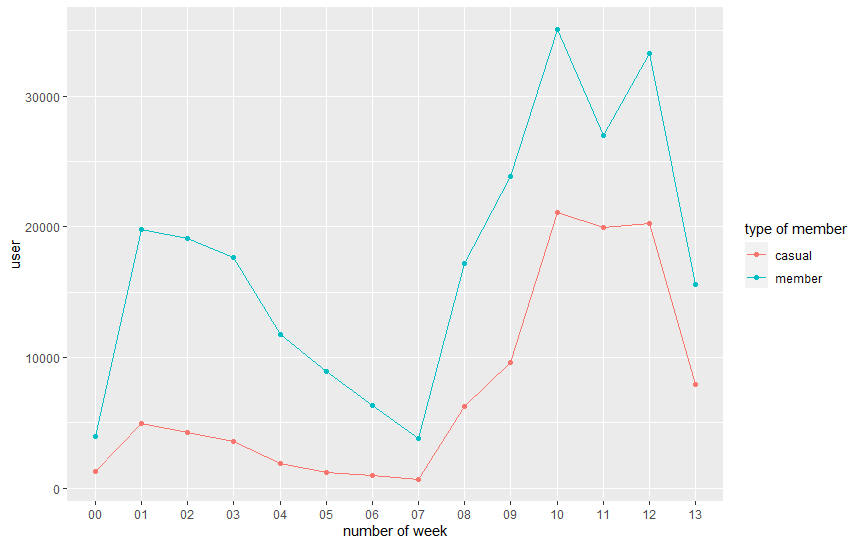 30000
20000
10000
0
user
00 01 02 03 04 05 06 07 08 09 10 11 12 13
number of week
type of member
casual
member